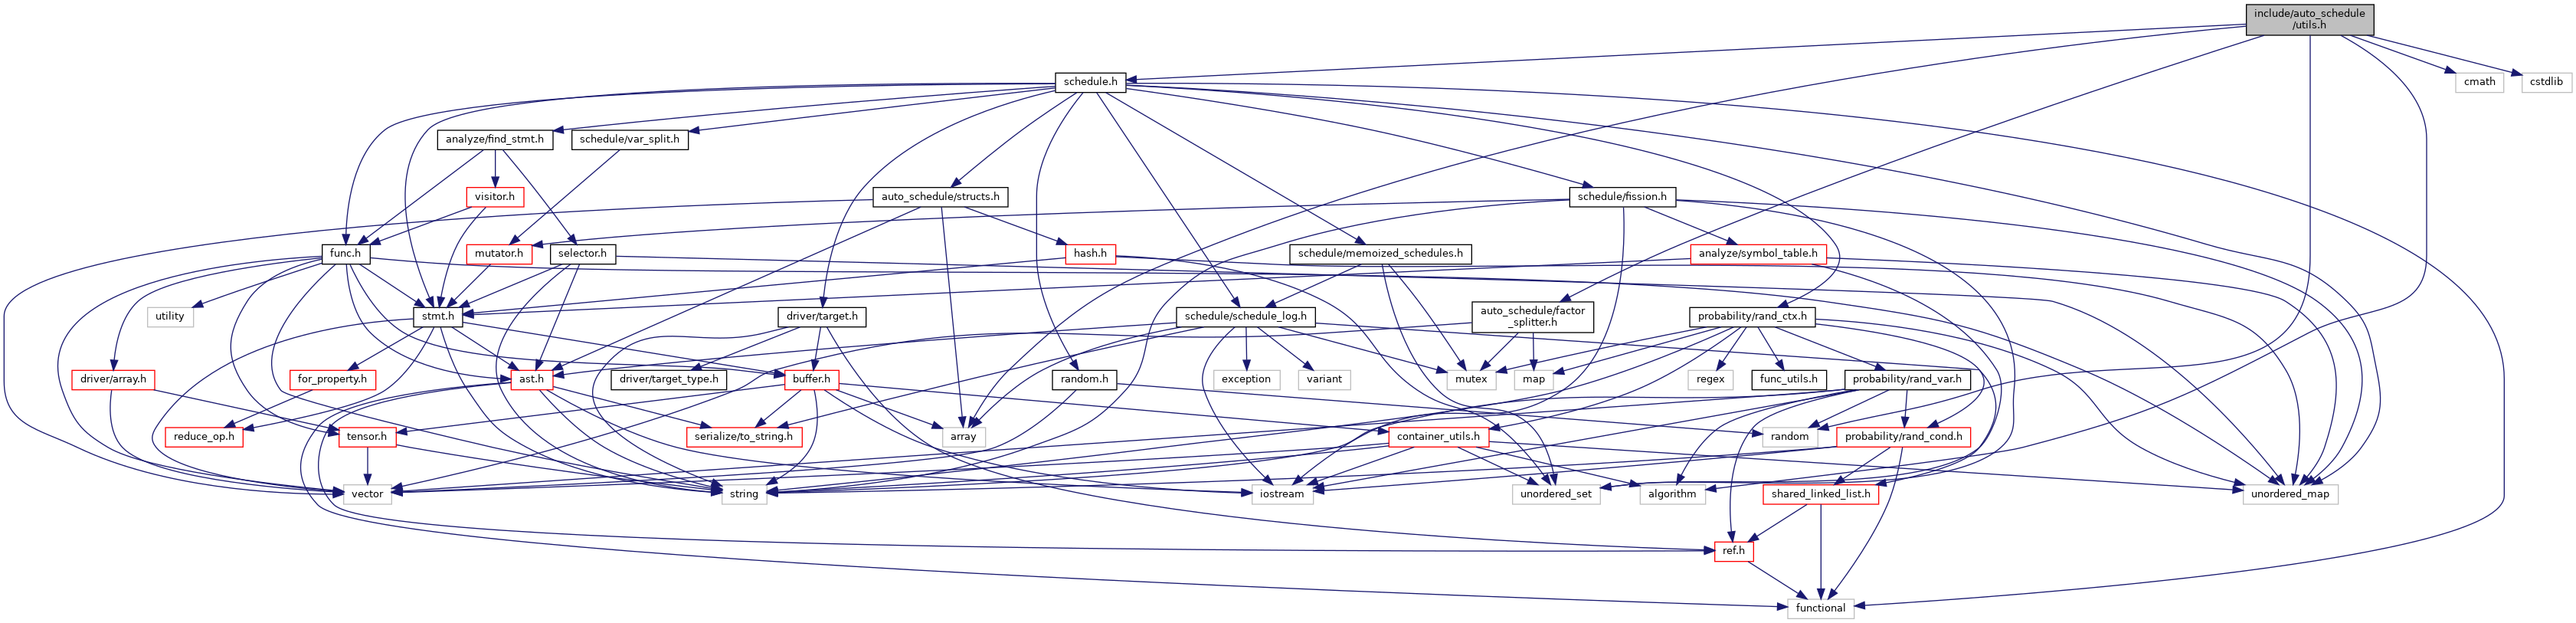 include/auto_schedule
/utils.h
schedule.h
cmath
cstdlib
analyze/find_stmt.h
schedule/var_split.h
visitor.h
auto_schedule/structs.h
schedule/fission.h
func.h
mutator.h
selector.h
hash.h
schedule/memoized_schedules.h
analyze/symbol_table.h
utility
stmt.h
driver/target.h
schedule/schedule_log.h
auto_schedule/factor
_splitter.h
probability/rand_ctx.h
driver/array.h
for_property.h
ast.h
driver/target_type.h
buffer.h
random.h
exception
variant
mutex
map
regex
func_utils.h
probability/rand_var.h
reduce_op.h
tensor.h
serialize/to_string.h
array
container_utils.h
random
probability/rand_cond.h
vector
string
iostream
unordered_set
algorithm
shared_linked_list.h
unordered_map
ref.h
functional